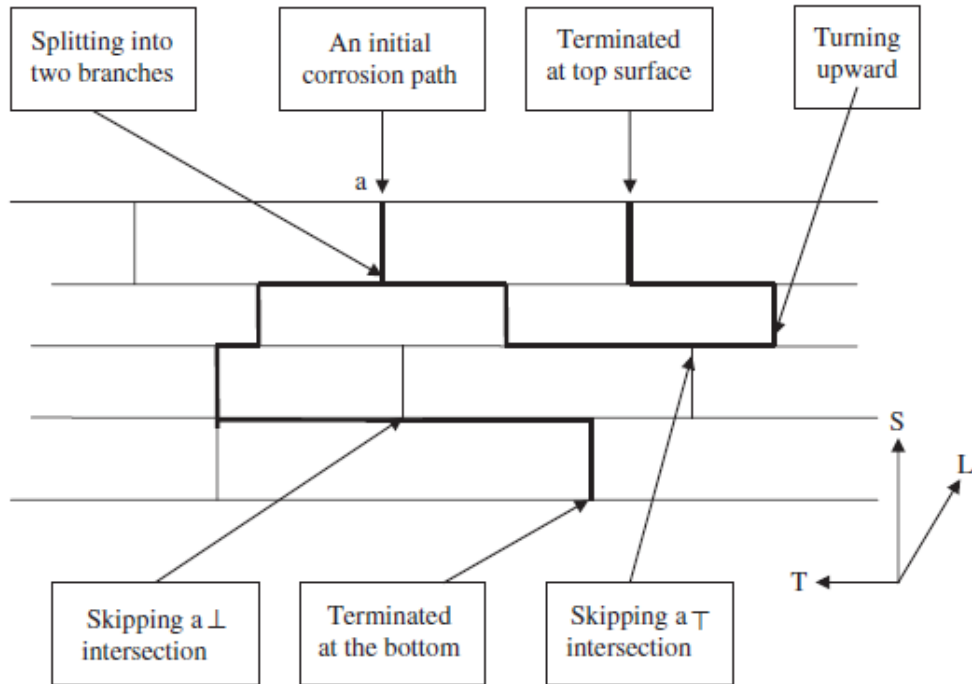 Splitting into
two branches
An initial
corrosion path
Terminated
at top surface
Turning
upward
a
S
L
T
Skipping a ⊥
intersection
Terminated
at the bottom
Skipping a ┬
intersection